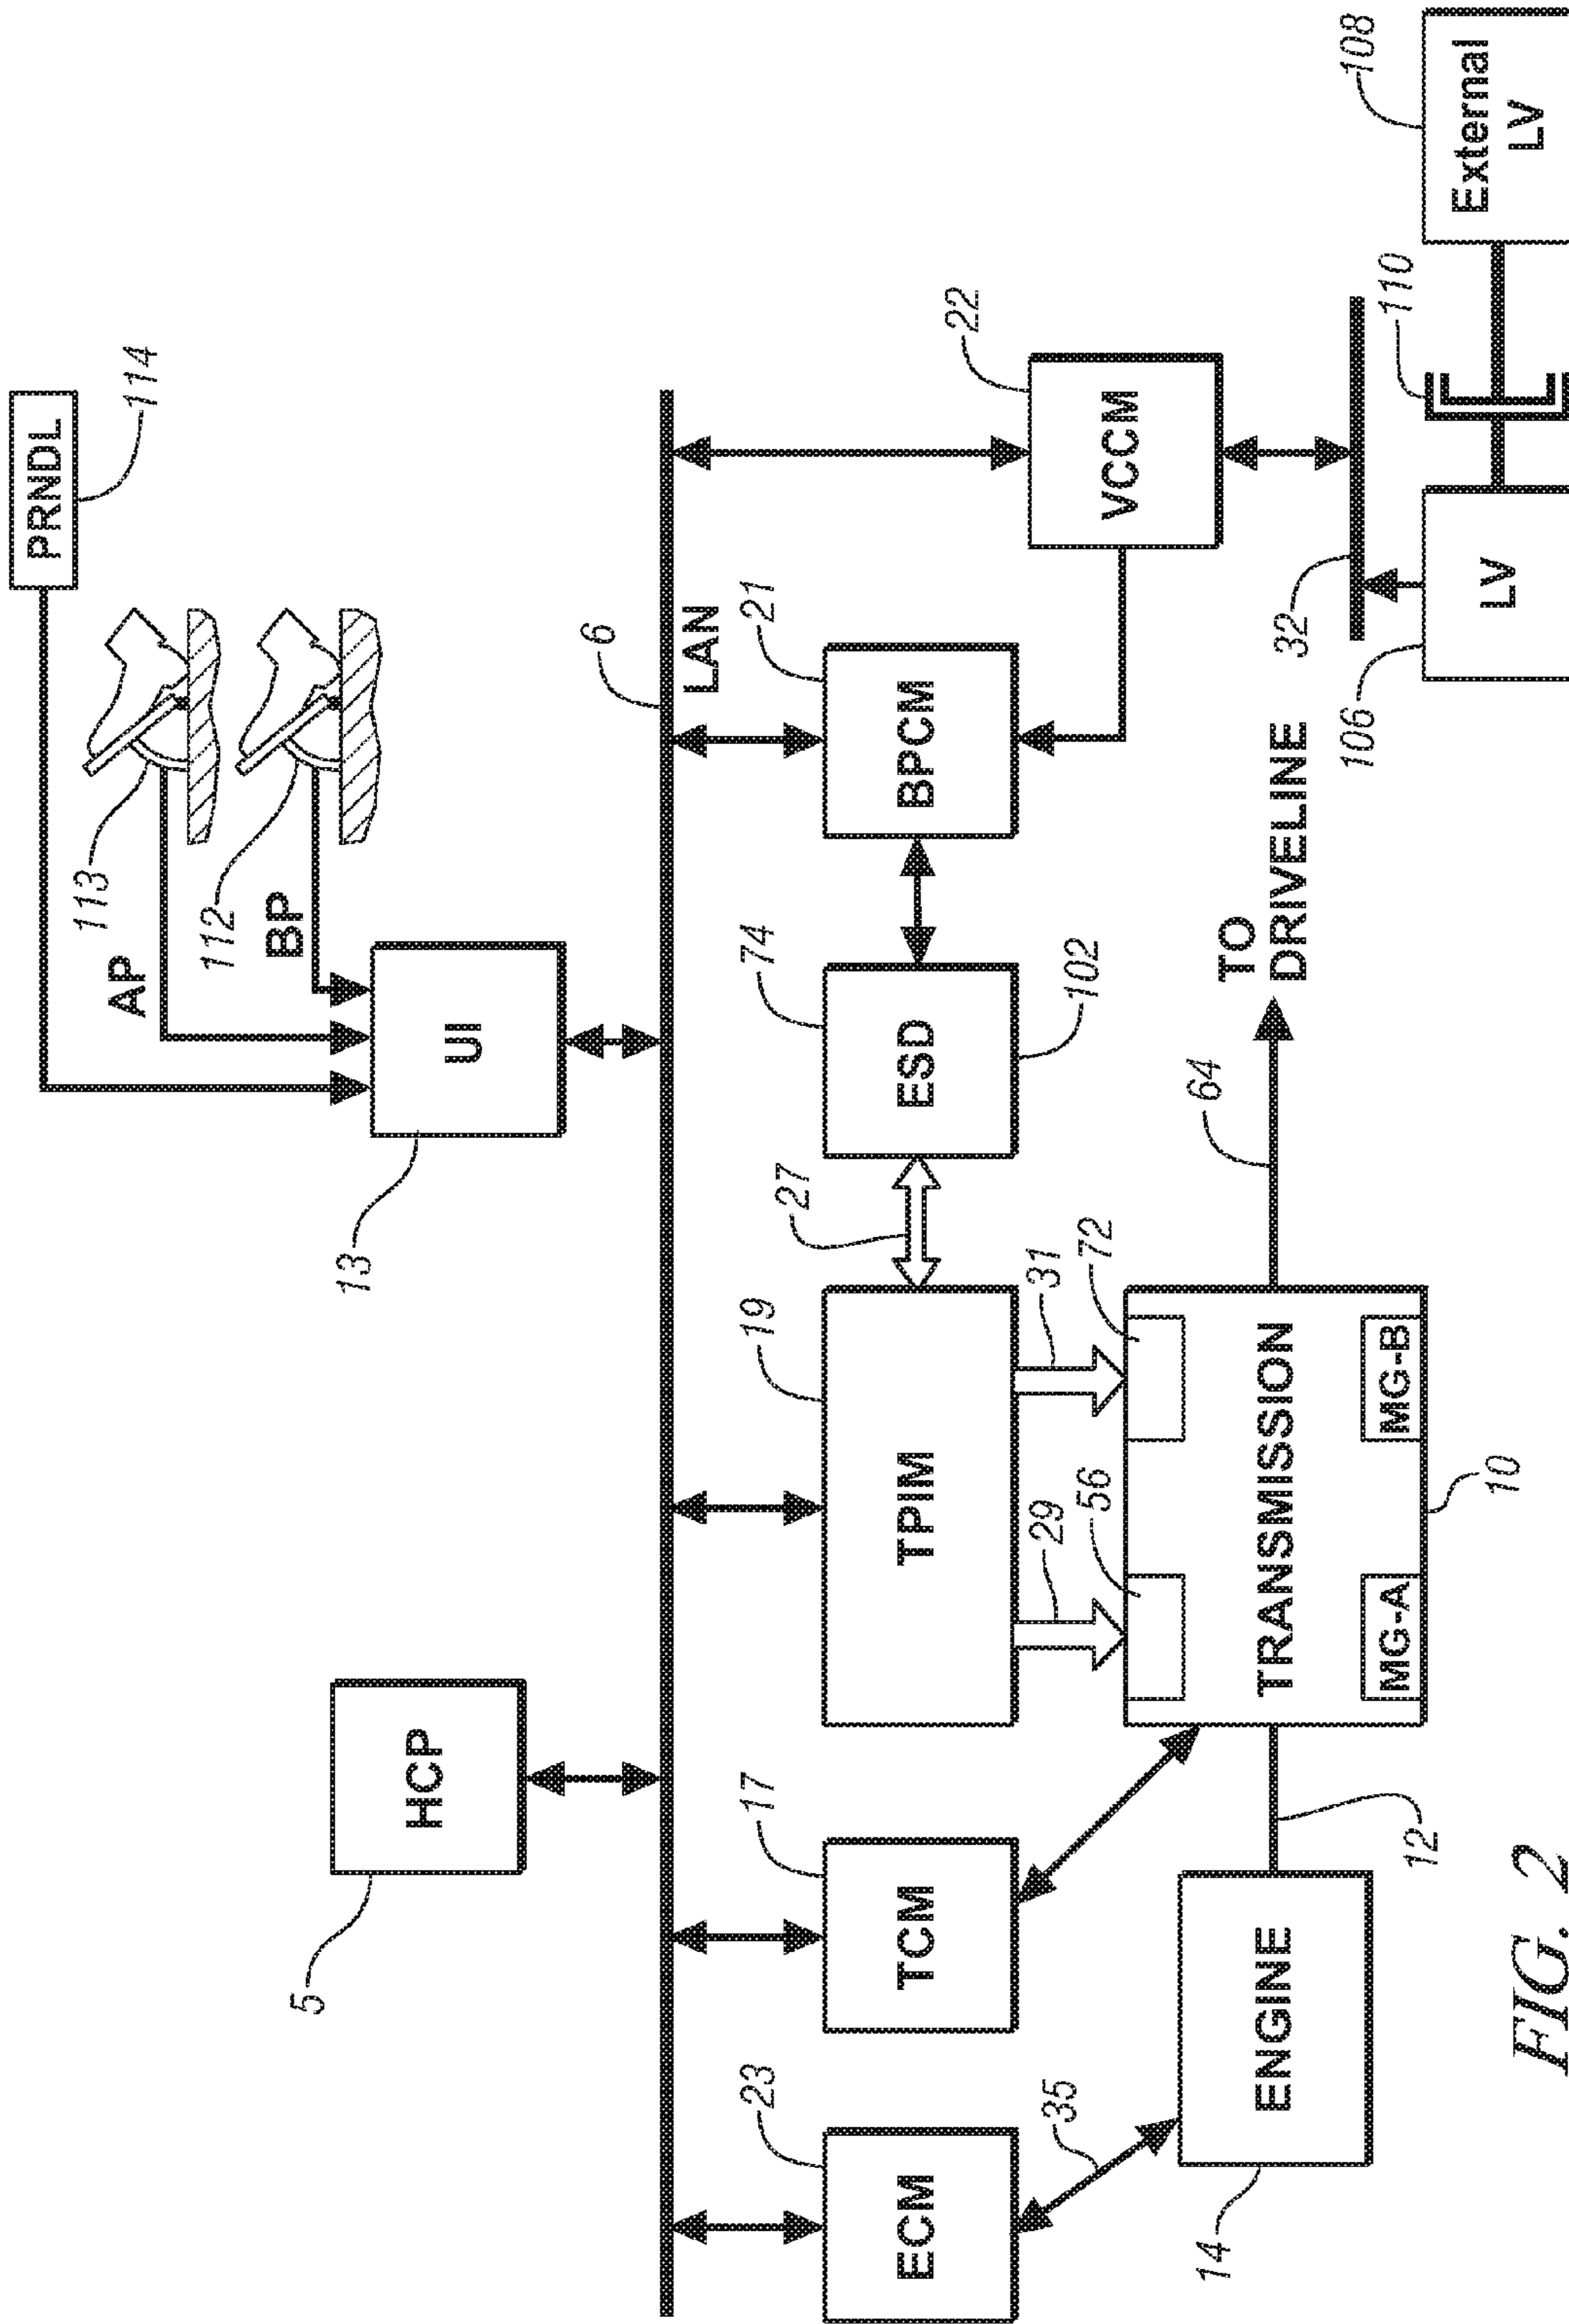 PRNDL
114
113
AP
112
BP
UI
13
HCP
5
6
LAN
23
ECM
17
TCM
19
TPIM
27
74
ESD
102
21
BPCM
22
VCCM
35
29
31
56
72
TRANSMISSION
MG-A
MG-B
10
ENGINE
14
12
64
TO
DRIVELINE
32
LV
106
110
External
LV
108
FIG. 2